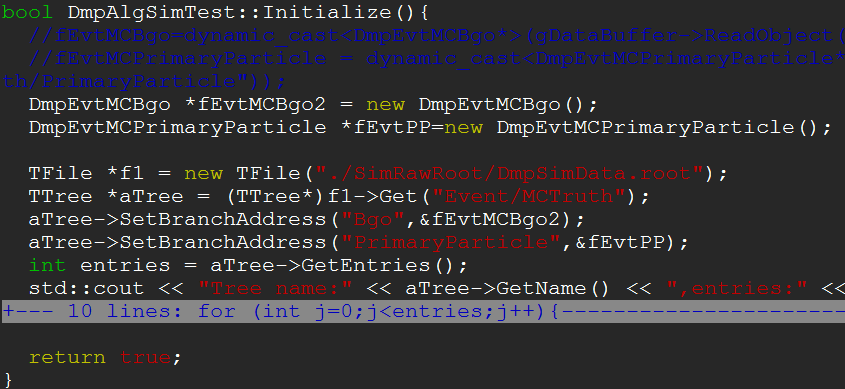 bool DmpAlgSimTest::Initialize(){
  //fEvtMCBgo=dynamic_cast<DmpEvtMCBgo*>(gDataBuffer->ReadObject(
  //fEvtMCPrimaryParticle = dynamic_cast<DmpEvtMCPrimaryParticle*
th/PrimaryParticle"));
  DmpEvtMCBgo *fEvtMCBgo2 = new DmpEvtMCBgo();
  DmpEvtMCPrimaryParticle *fEvtPP=new DmpEvtMCPrimaryParticle();
  TFile *f1 = new TFile("./SimRawRoot/DmpSimData.root");
  TTree *aTree = (TTree*)f1->Get("Event/MCTruth");
  aTree->SetBranchAddress("Bgo",&fEvtMCBgo2);
  aTree->SetBranchAddress("PrimaryParticle",&fEvtPP);
  int entries = aTree->GetEntries();
  std::cout << "Tree name:" << aTree->GetName() << ",entries:" <<
+--- 10 lines: for (int j=0;j<entries;j++){----------------------
  return true;
}